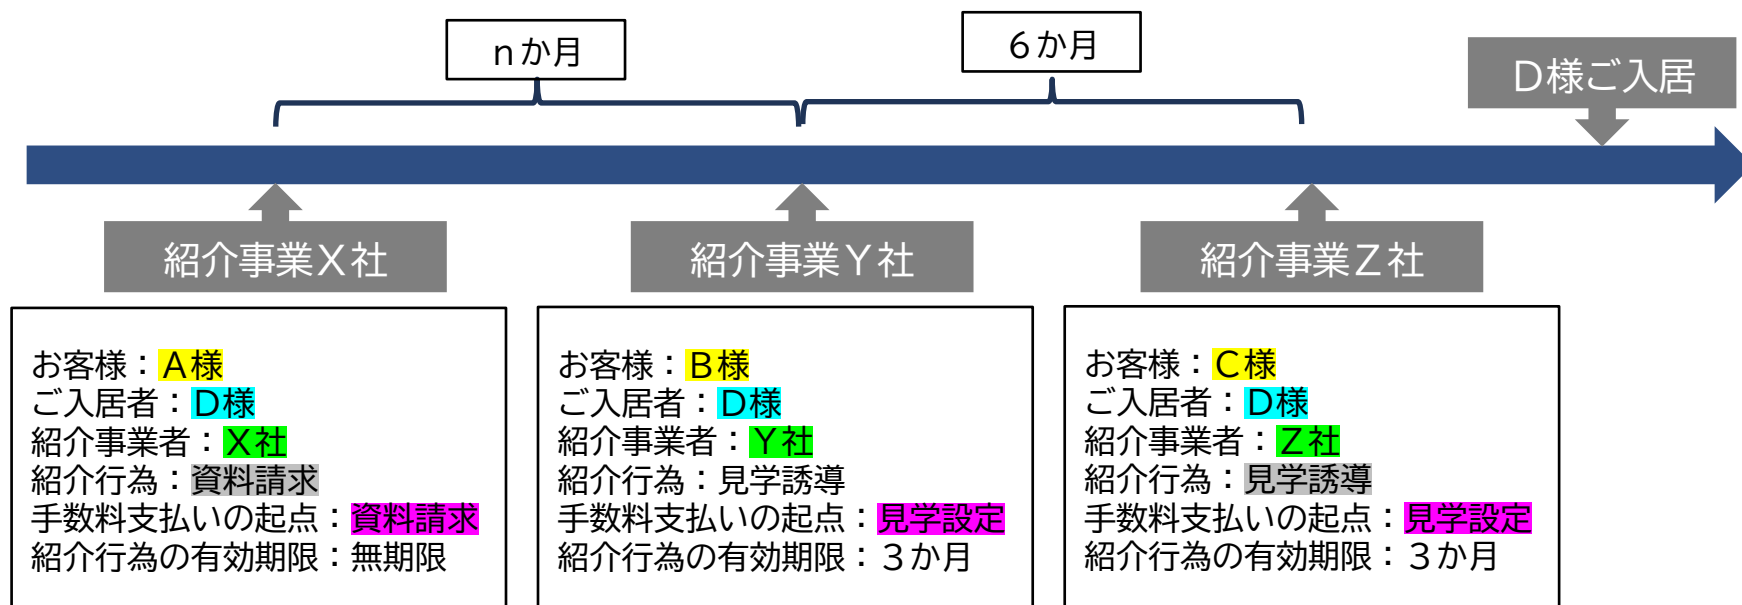 nか月
6か月
D様ご入居
紹介事業X社
紹介事業Y社
紹介事業Z社
お客様：A様
ご入居者：D様
紹介事業者：X社
紹介行為：資料請求
手数料支払いの起点：資料請求
紹介行為の有効期限：無期限
お客様：B様
ご入居者：D様
紹介事業者：Y社
紹介行為：見学誘導
手数料支払いの起点：見学設定
紹介行為の有効期限：3か月
お客様：C様
ご入居者：D様
紹介事業者：Z社
紹介行為：見学誘導
手数料支払いの起点：見学設定
紹介行為の有効期限：3か月